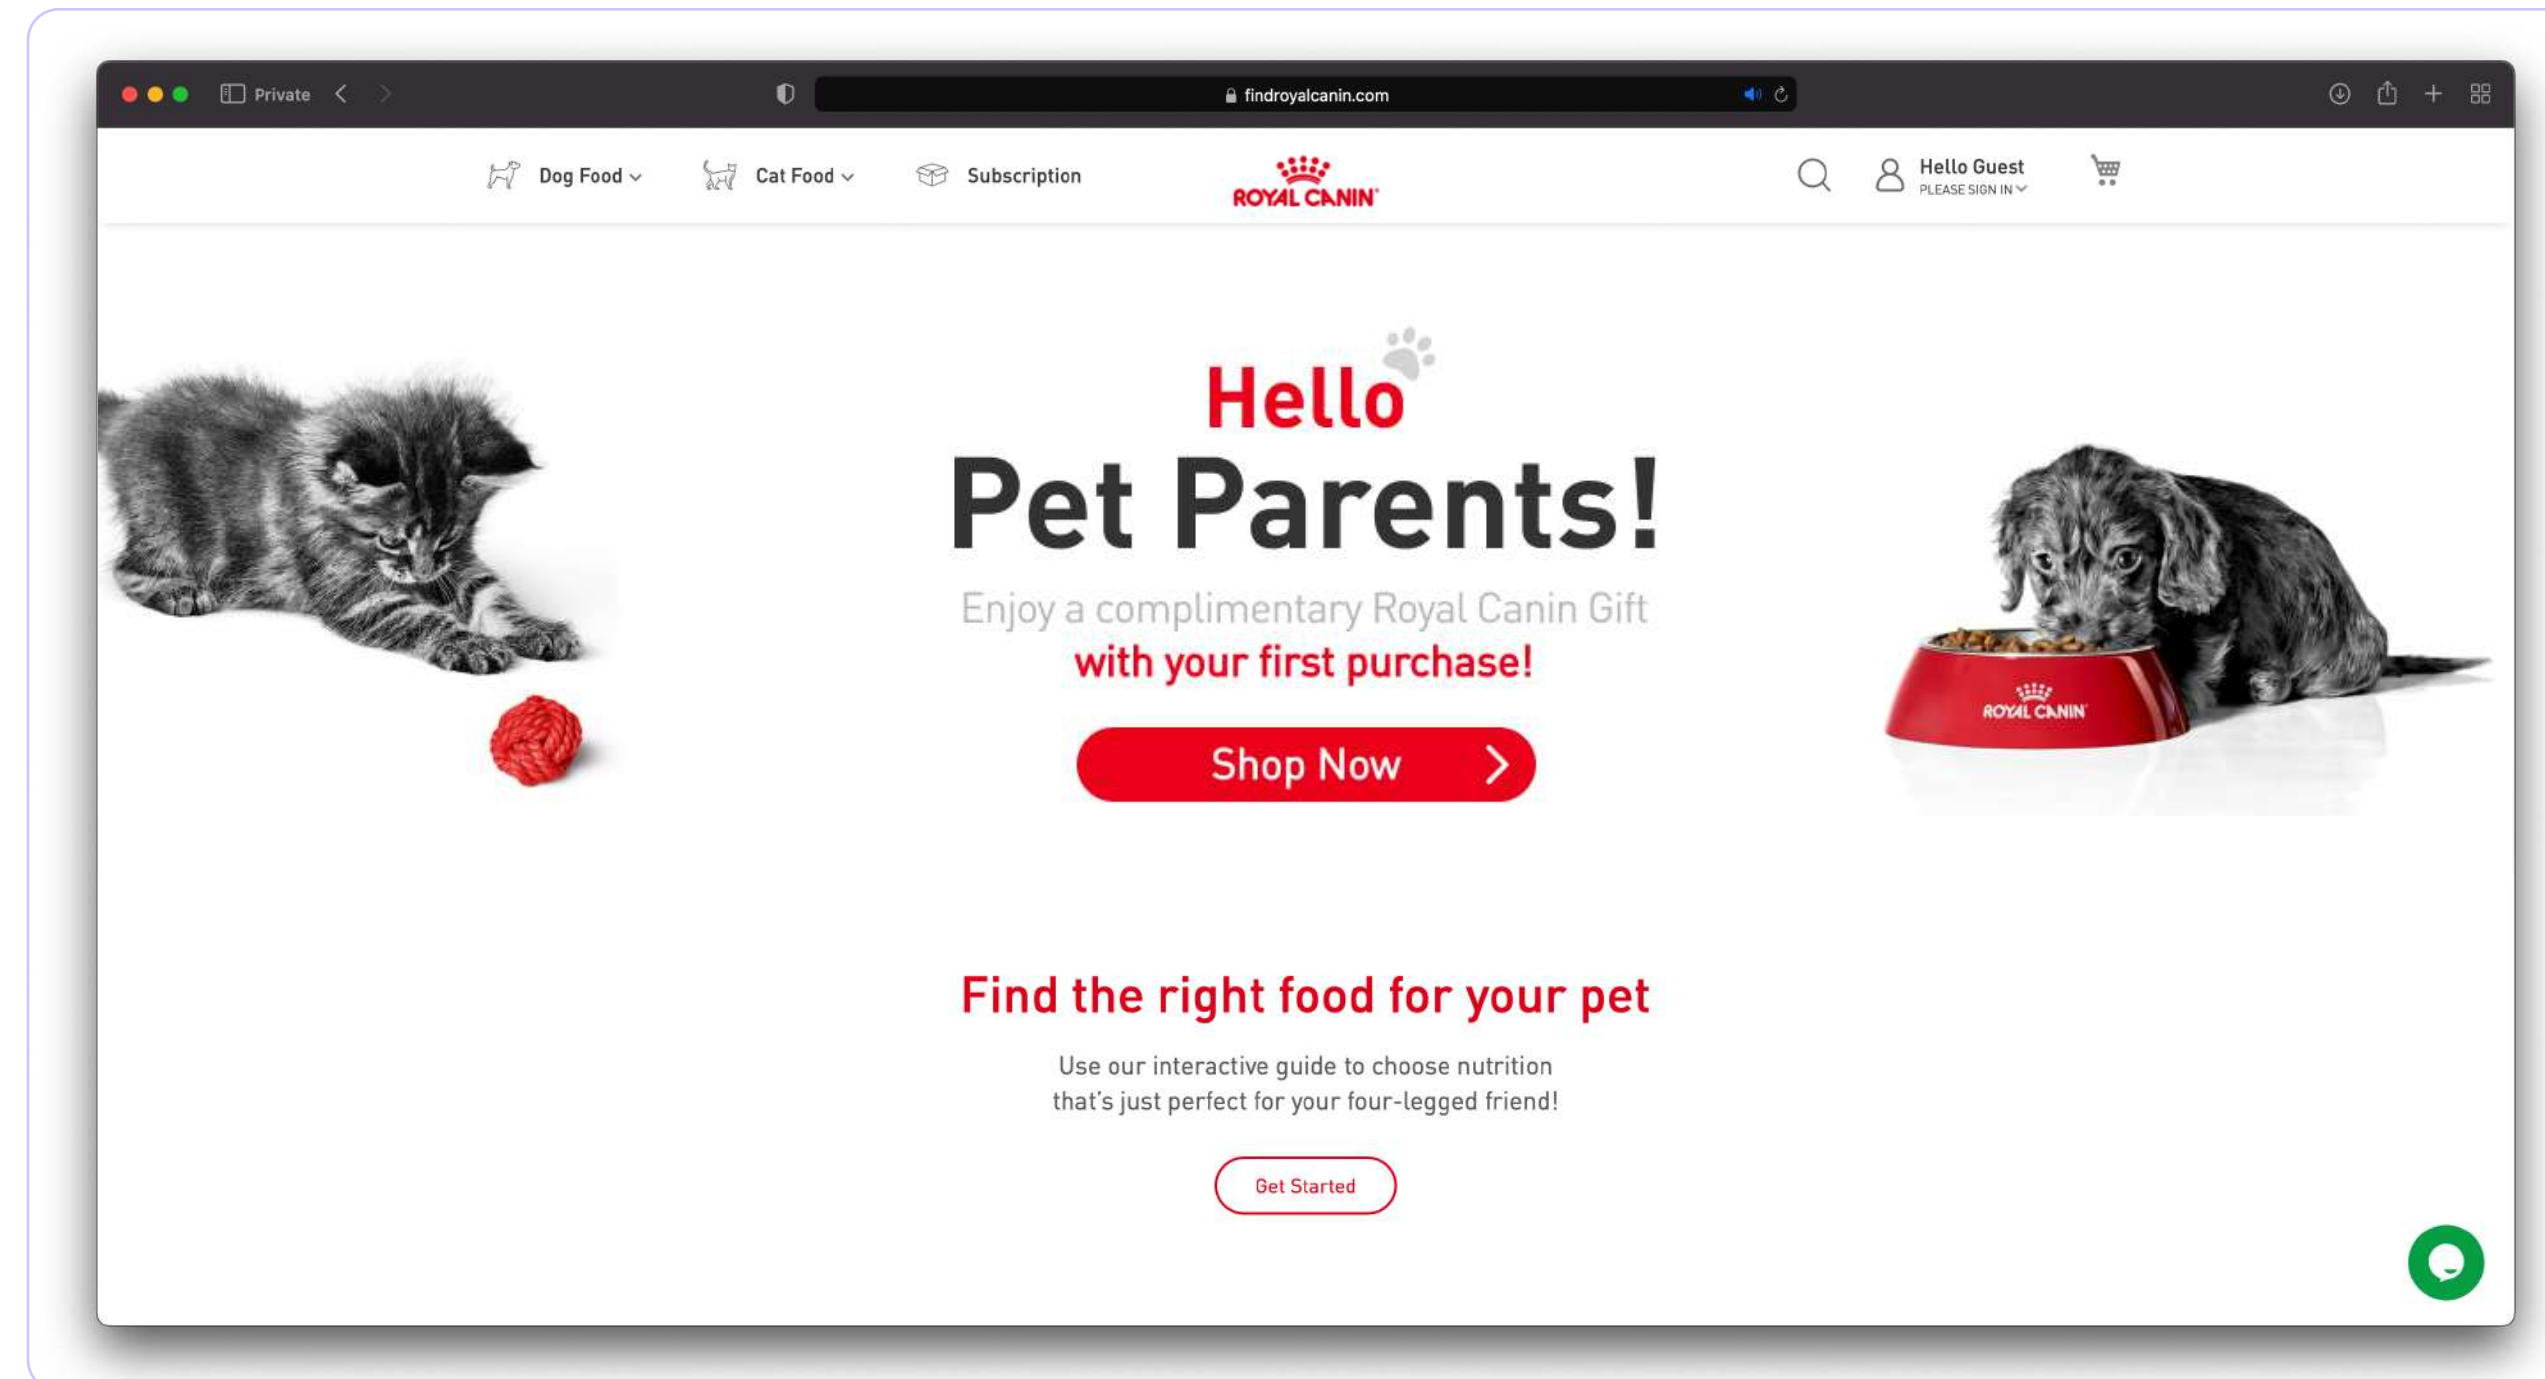 Private
findroyalcanin.com
Dog Food
Cat Food
Subscription
ROYAL CANIN
Hello Guest
PLEASE SIGN IN
Hello
Pet Parents!
Enjoy a complimentary Royal Canin Gift
with your first purchase!
Shop Now
ROYAL CANIN
Find the right food for your pet
Use our interactive guide to choose nutrition
that's just perfect for your four-legged friend!
Get Started